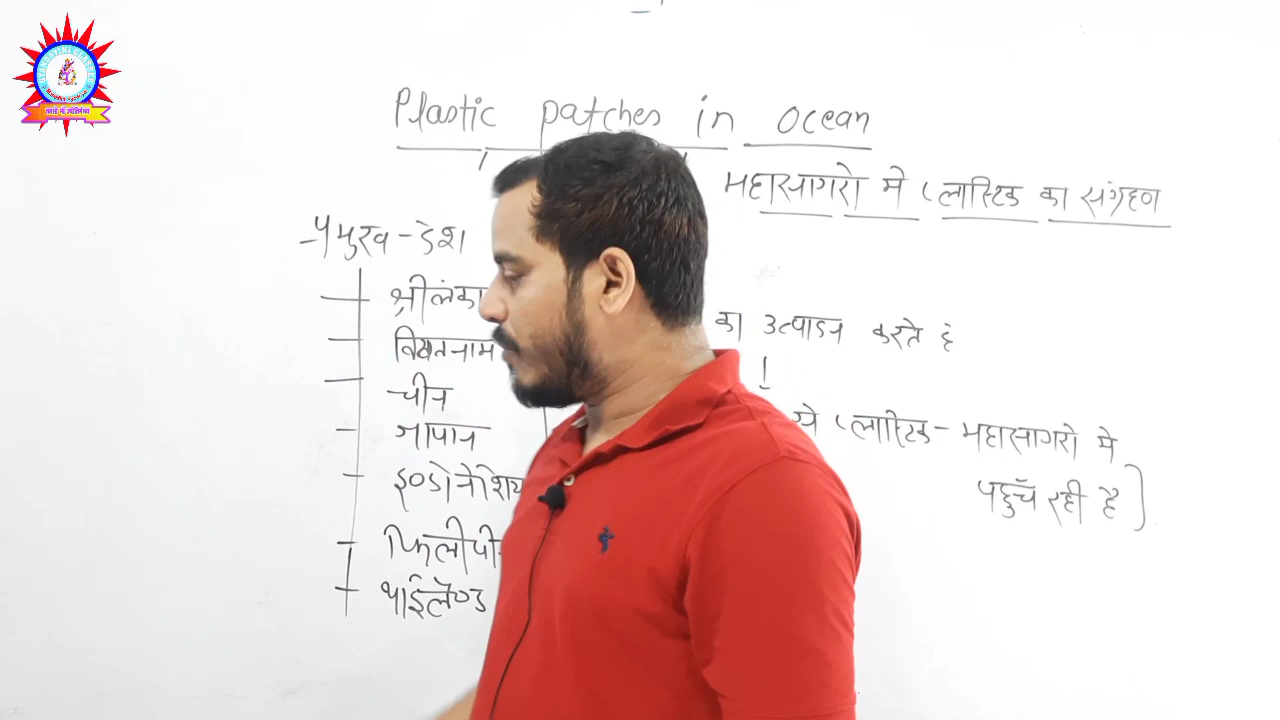 Plastic patches in ocean
महासागरो मे प्लास्टिक का संग्रहण
प्रमुख - देश
श्रीलंका
वियतनाम
चीन
जापान
इण्डोनेशिय
फिलीपी
थाईलैण्ड
का उत्पादन करते है
ये प्लास्टिक - महासागरो मे
पहुँच रही है